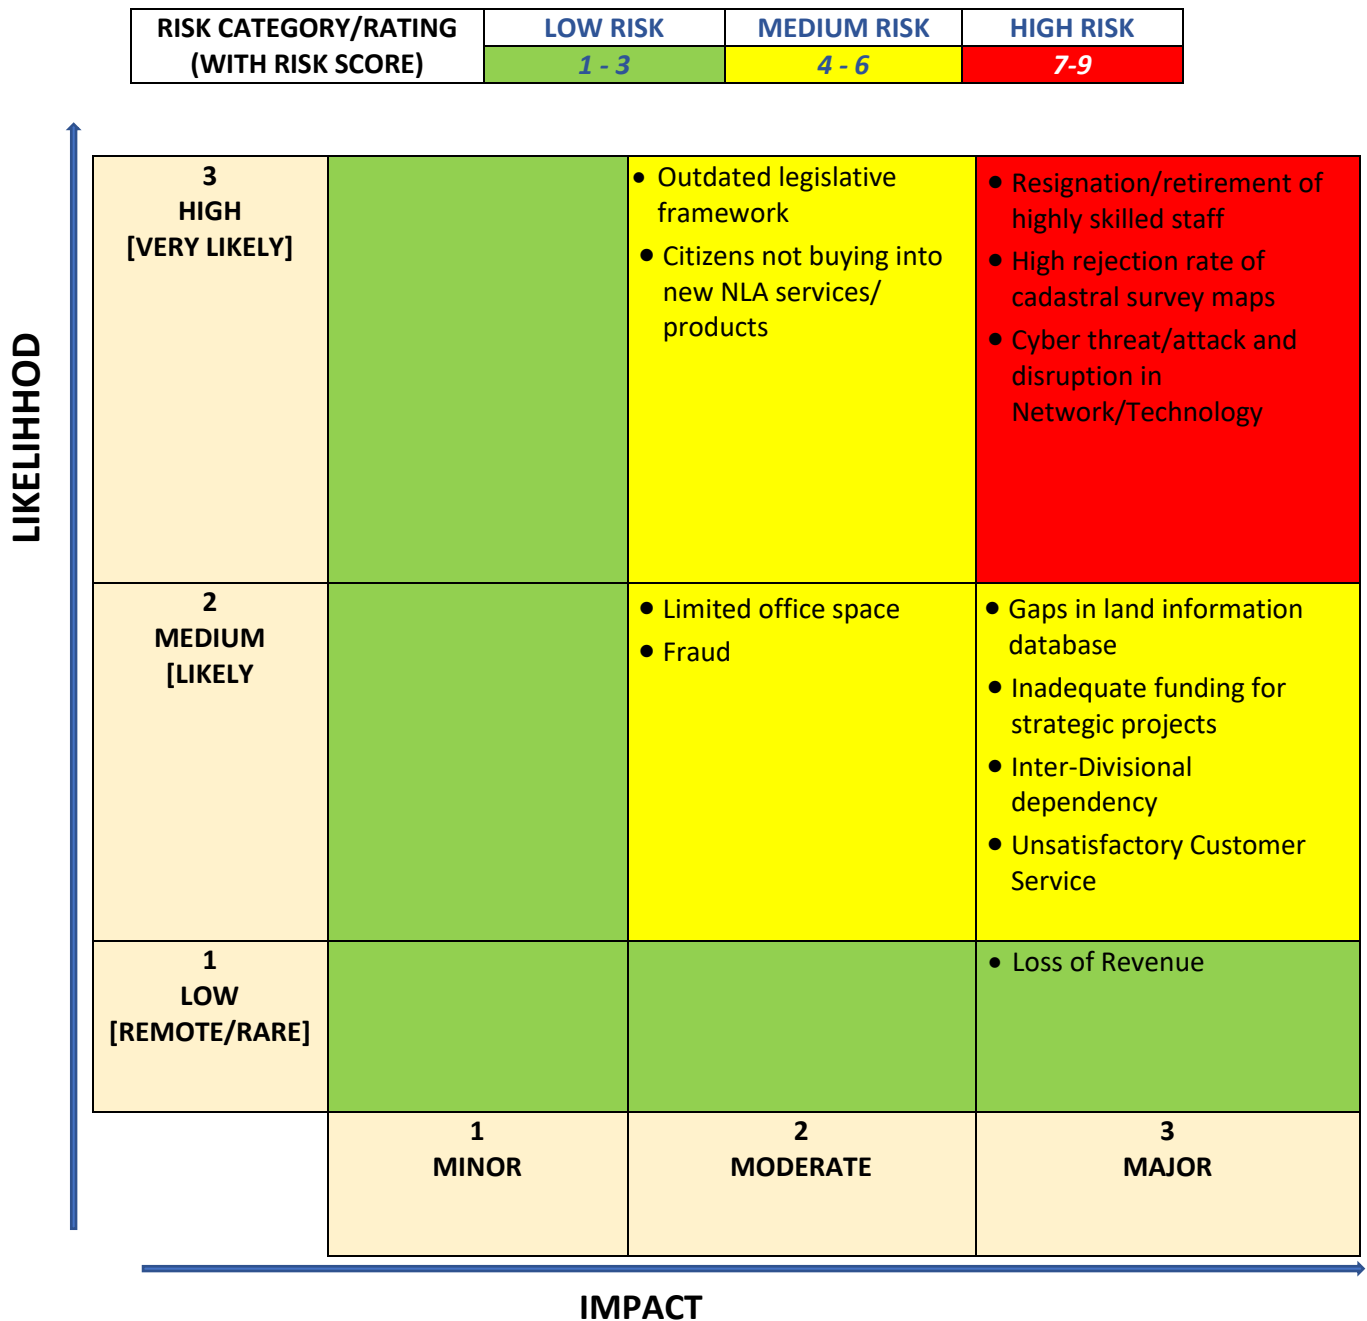 RISK CATEGORY/RATING LOW RISK MEDIUM RISK HIGH RISK
(WITH RISK SCORE) 1 - 3 4 - 6 7-9
LIKELIHHOD
3
HIGH
[VERY LIKELY]
• Outdated legislative
framework
• Citizens not buying into
new NLA services/
products
• Resignation/retirement of
highly skilled staff
• High rejection rate of
cadastral survey maps
• Cyber threat/attack and
disruption in
Network/Technology
2
MEDIUM
[LIKELY
• Limited office space
• Fraud
• Gaps in land information
database
• Inadequate funding for
strategic projects
• Inter-Divisional
dependency
• Unsatisfactory Customer
Service
1
LOW
[REMOTE/RARE]
• Loss of Revenue
1
MINOR
2
MODERATE
3
MAJOR
IMPACT